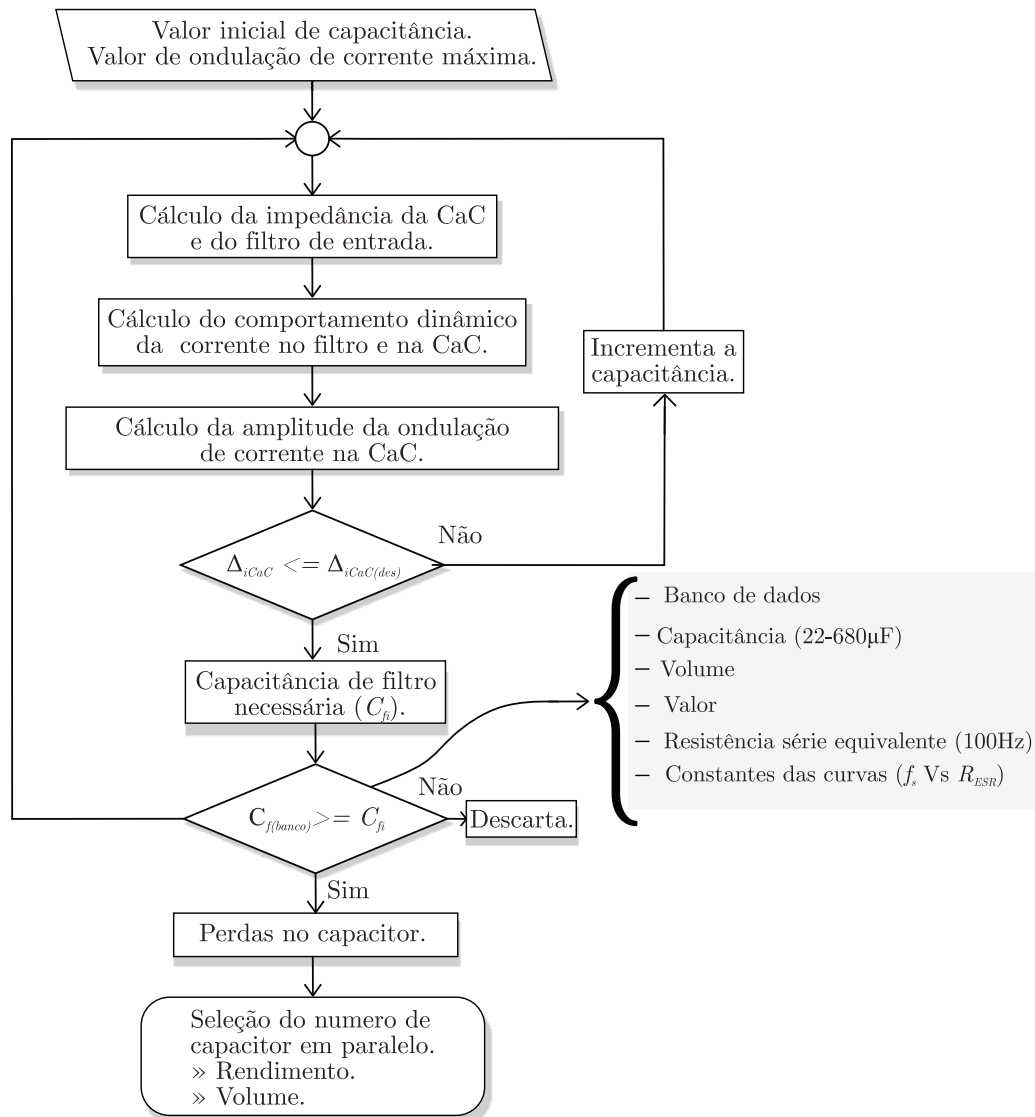 Valor inicial de capacitância.
Valor de ondulação de corrente máxima.
Cálculo da impedância da CaC
e do filtro de entrada.
Cálculo do comportamento dinâmico
da corrente no filtro e na CaC.
Incrementa a
capacitância.
Cálculo da amplitude da ondulação
de corrente na CaC.
Não
Δ_iCaC <= Δ_iCaC(des)
Sim
Capacitância de filtro
necessária (C_fi).
– Banco de dados
– Capacitância (22-680μF)
– Volume
– Valor
– Resistência série equivalente (100Hz)
– Constantes das curvas (f_s Vs R_ESR)
Não
C_f(banco) >= C_fi
Descarta.
Sim
Perdas no capacitor.
Seleção do numero de
capacitor em paralelo.
» Rendimento.
» Volume.